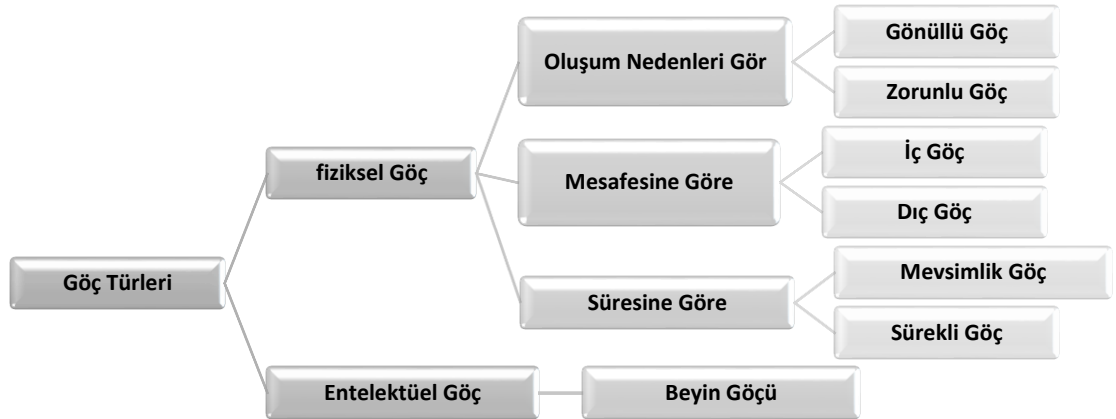 Göç Türleri
fiziksel Göç
Oluşum Nedenleri Gör
Gönüllü Göç
Zorunlu Göç
Mesafesine Göre
İç Göç
Dıç Göç
Süresine Göre
Mevsimlik Göç
Sürekli Göç
Entelektüel Göç
Beyin Göçü